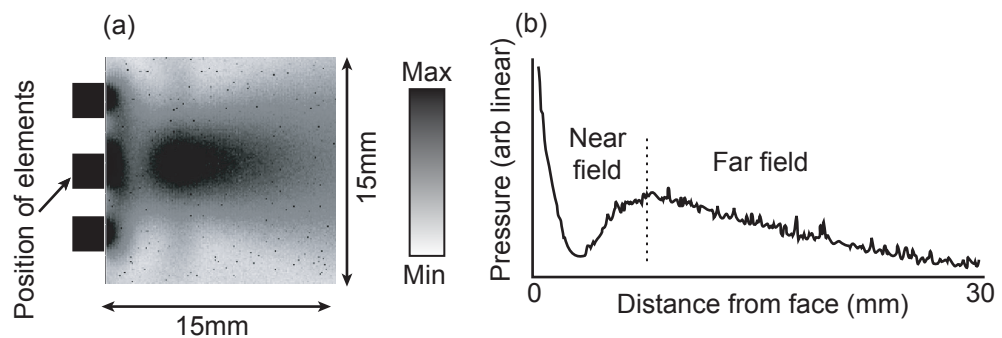 (a)
Position of elements
Max
Min
15mm
15mm
(b)
Pressure (arb linear)
Near
field
Far field
0
30
Distance from face (mm)